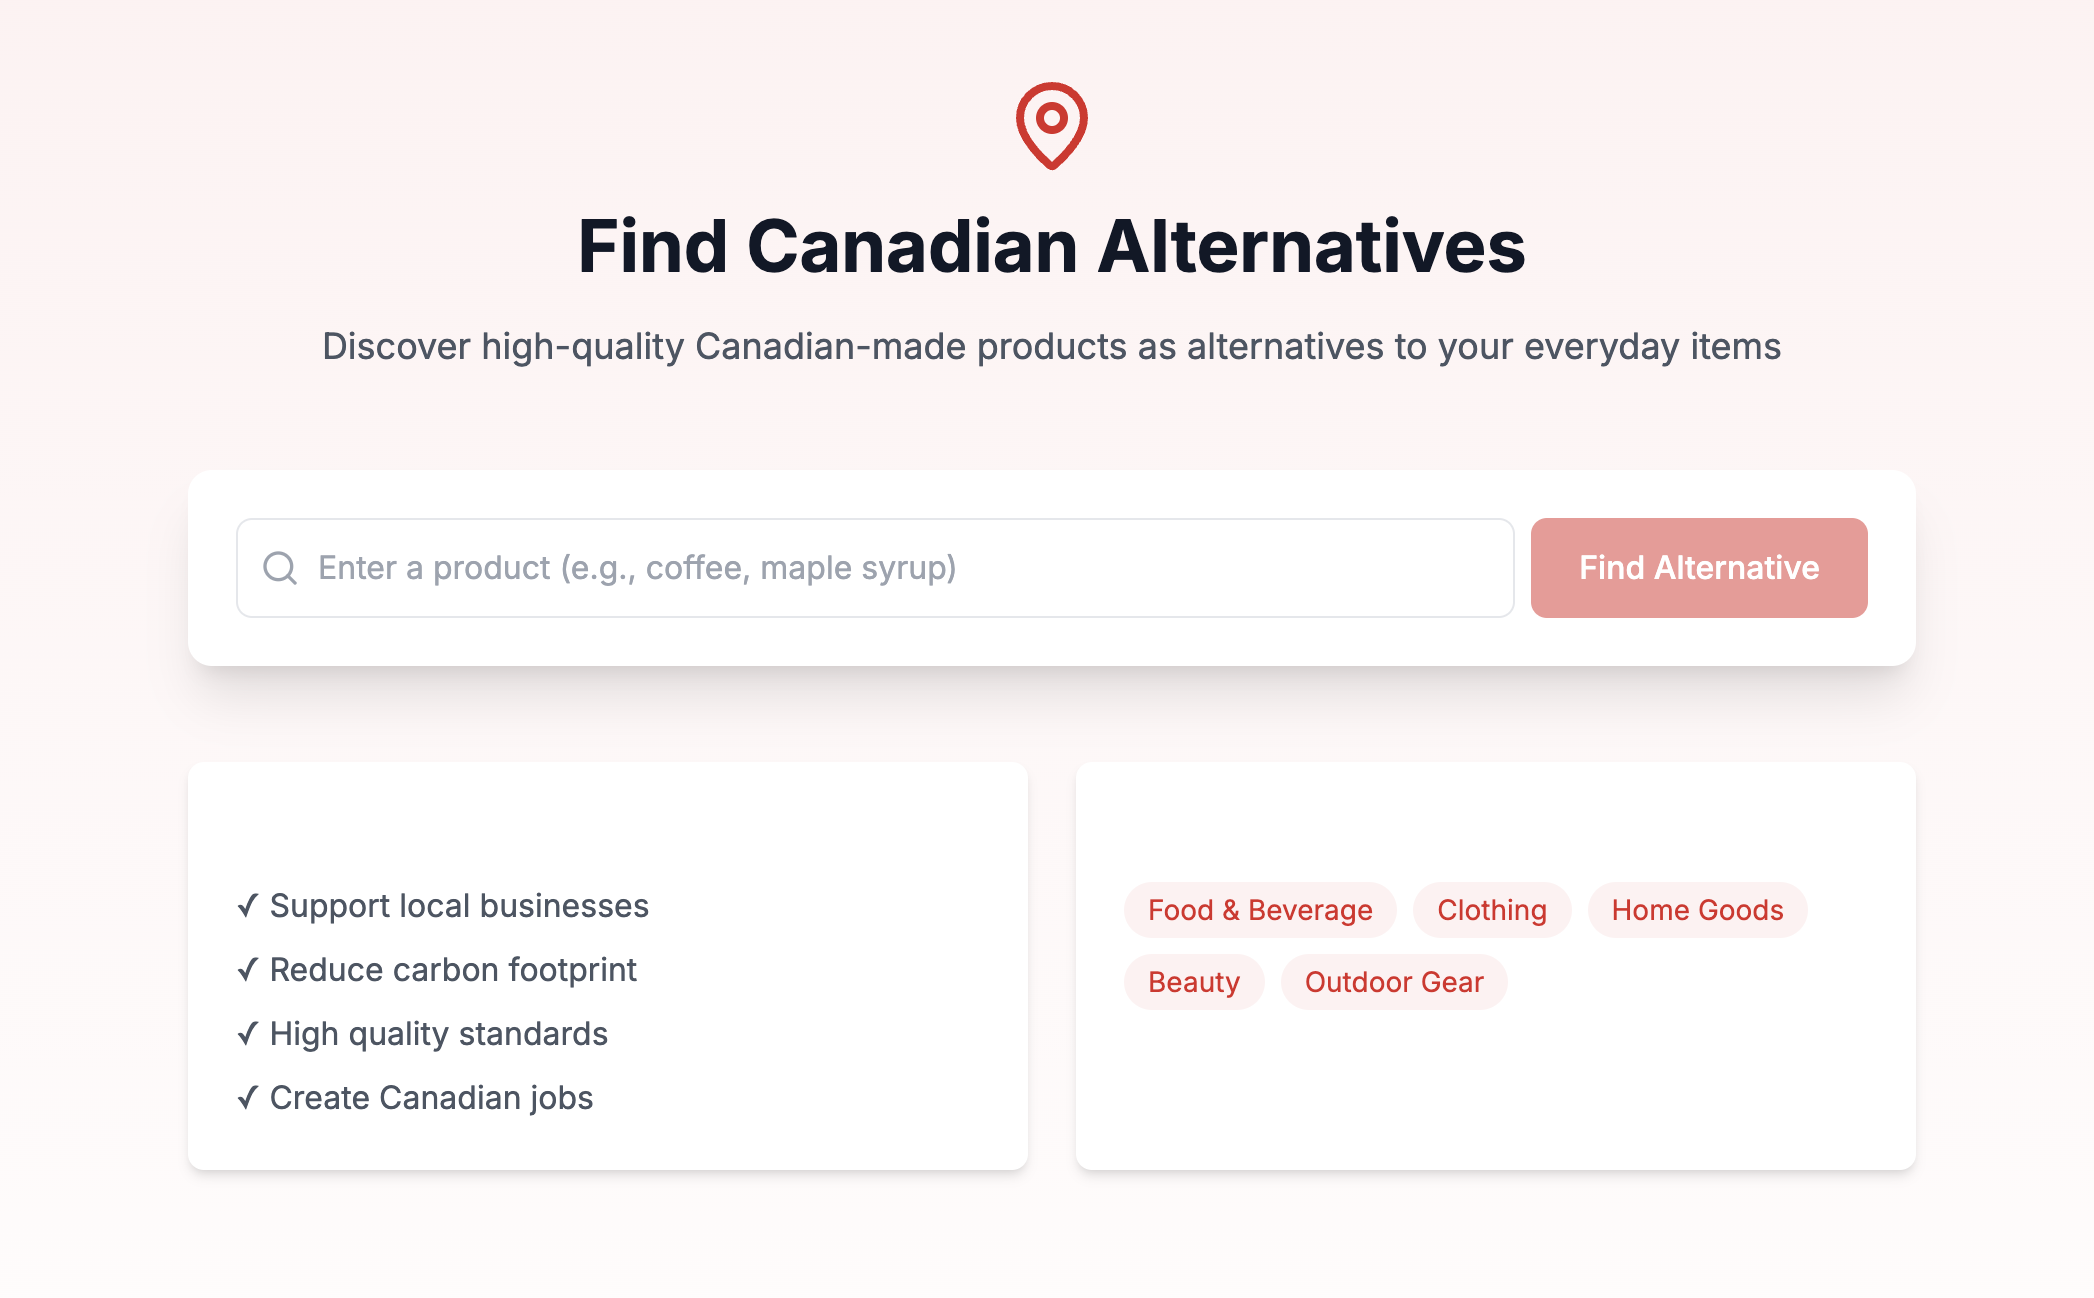 Find Canadian Alternatives
Discover high-quality Canadian-made products as alternatives to your everyday items
Enter a product (e.g., coffee, maple syrup)
Find Alternative
✓ Support local businesses
✓ Reduce carbon footprint
✓ High quality standards
✓ Create Canadian jobs
Food & Beverage
Clothing
Home Goods
Beauty
Outdoor Gear